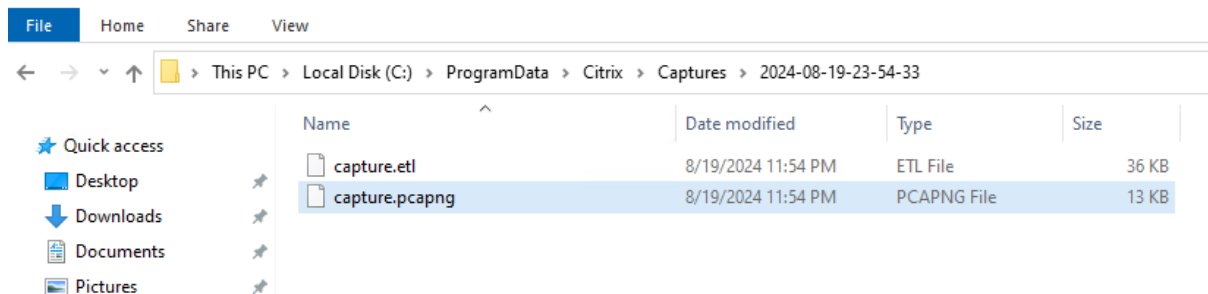 File Home Share View
This PC > Local Disk (C:) > ProgramData > Citrix > Captures > 2024-08-19-23-54-33
Name Date modified Type Size
Quick access
capture.etl 8/19/2024 11:54 PM ETL File 36 KB
Desktop
capture.pcapng 8/19/2024 11:54 PM PCAPNG File 13 KB
Downloads
Documents
Pictures